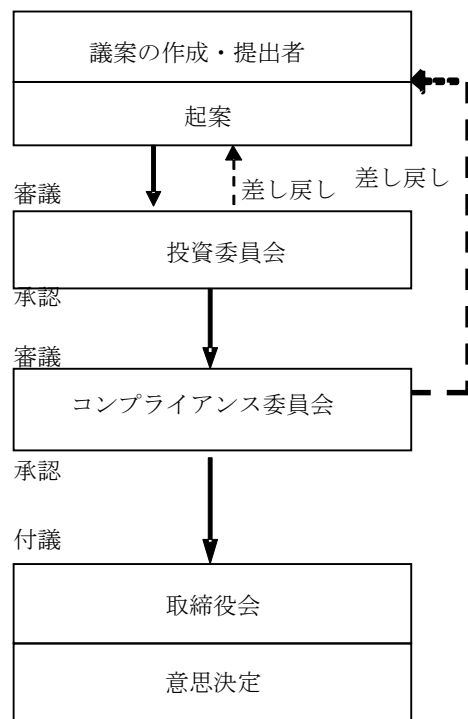 議案の作成・提出者
起案
差し戻し
差し戻し
審議
投資委員会
承認
審議
コンプライアンス委員会
承認
付議
取締役会
意思決定